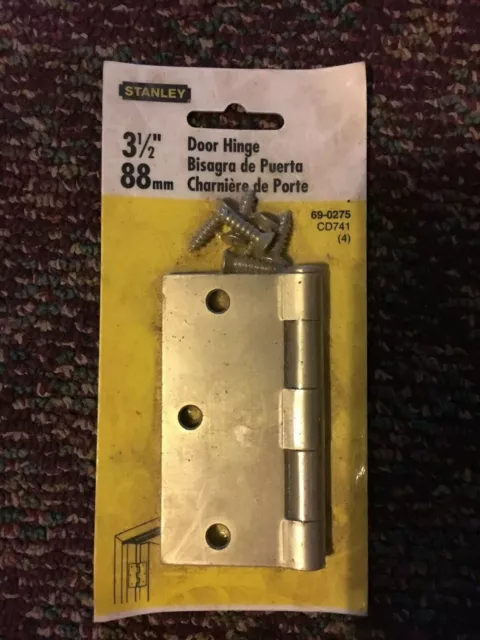 STANLEY
3½"
88mm
Door Hinge
Bisagra de Puerta
Charnière de Porte
69-0275
CD741
(4)